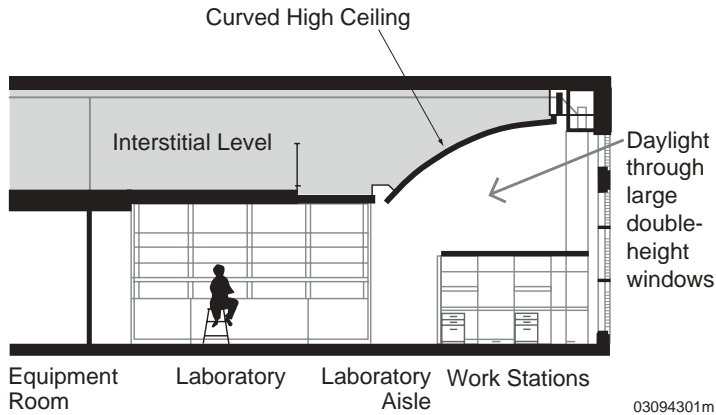 Curved High Ceiling
Interstitial Level
Daylight
through
large
double-
height
windows
Equipment
Room
Laboratory
Laboratory
Aisle
Work Stations
03094301m